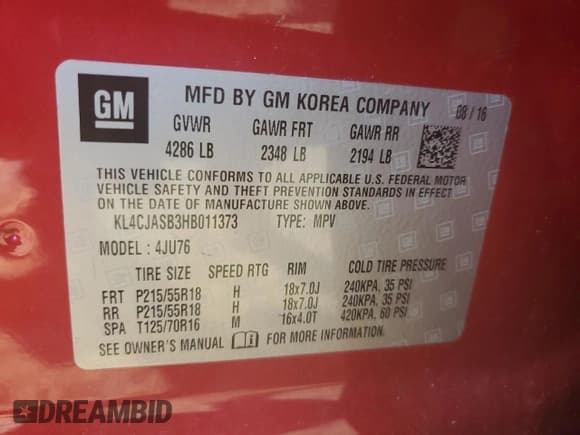 GM
MFD BY GM KOREA COMPANY 08 / 16
GVWR GAWR FRT GAWR RR
4286 LB 2348 LB 2194 LB
THIS VEHICLE CONFORMS TO ALL APPLICABLE U.S. FEDERAL MOTOR
VEHICLE SAFETY AND THEFT PREVENTION STANDARDS IN EFFECT
ON THE DATE OF MANUFACTURE SHOWN ABOVE.
KL4CJASB3HB011373 TYPE: MPV
MODEL : 4JU76
TIRE SIZE SPEED RTG RIM COLD TIRE PRESSURE
FRT P215/55R18 H 18x7.0J 240KPA, 35 PSI
RR P215/55R18 H 18x7.0J 240KPA, 35 PSI
SPA T125/70R16 M 16x4.0T 420KPA, 60 PSI
SEE OWNER'S MANUAL FOR MORE INFORMATION.
DREAMBID